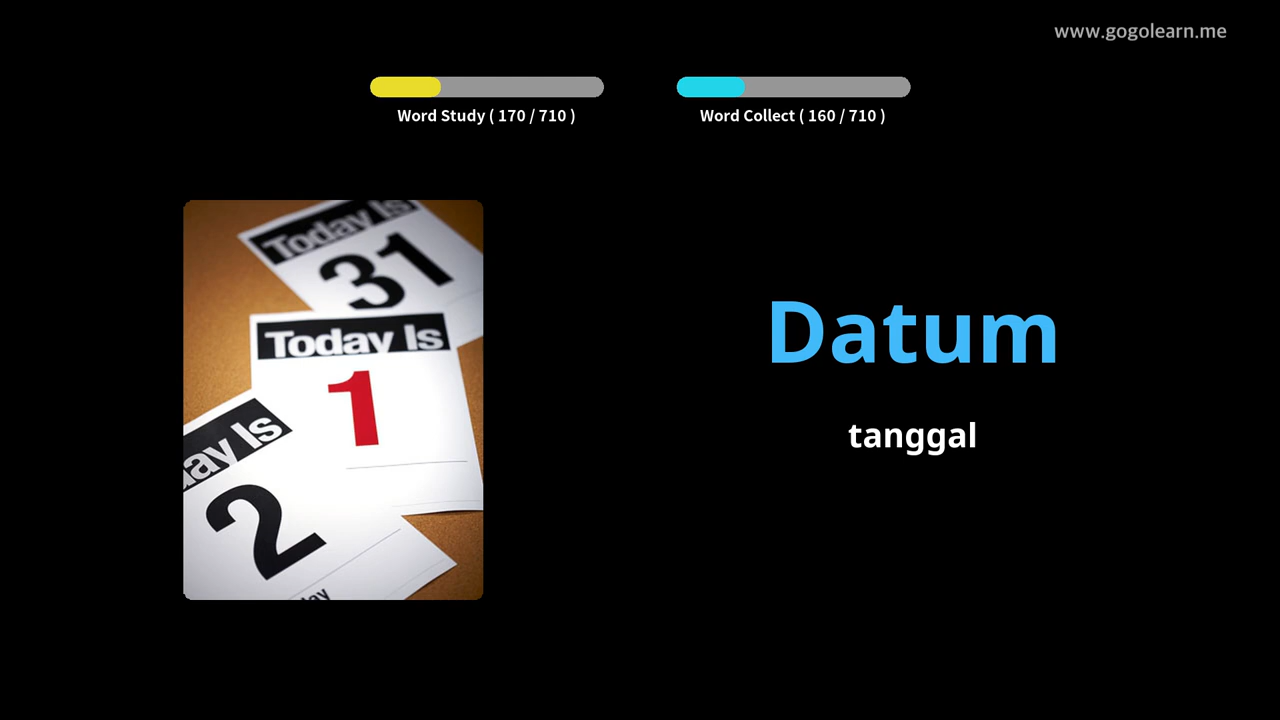 www.gogolearn.me
Word Study ( 170 / 710 )
Word Collect ( 160 / 710 )
Today Is
31
Today Is
1
ay Is
2
Datum
tanggal